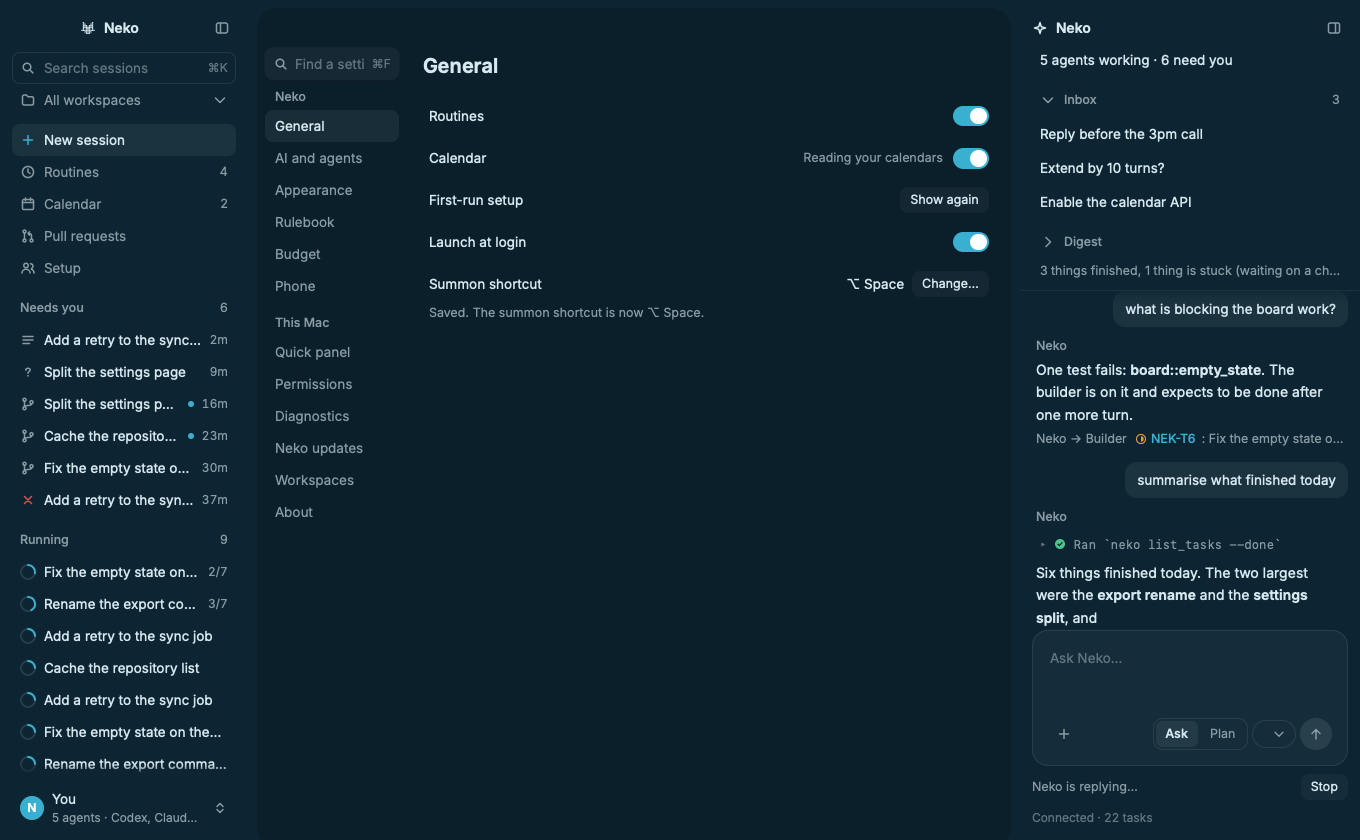 Neko
Search sessions ⌘K
All workspaces
New session
Routines 4
Calendar 2
Pull requests
Setup
Needs you 6
Add a retry to the sync... 2m
Split the settings page 9m
Split the settings p... 16m
Cache the reposito... 23m
Fix the empty state o... 30m
Add a retry to the syn... 37m
Running 9
Fix the empty state on... 2/7
Rename the export co... 3/7
Add a retry to the sync job
Cache the repository list
Add a retry to the sync job
Fix the empty state on the...
Rename the export comma...
N
You
5 agents · Codex, Claud...
Find a setti ⌘F
Neko
General
AI and agents
Appearance
Rulebook
Budget
Phone
This Mac
Quick panel
Permissions
Diagnostics
Neko updates
Workspaces
About
General
Routines
Calendar Reading your calendars
First-run setup Show again
Launch at login
Summon shortcut ⌥ Space Change...
Saved. The summon shortcut is now ⌥ Space.
Neko
5 agents working · 6 need you
Inbox 3
Reply before the 3pm call
Extend by 10 turns?
Enable the calendar API
Digest
3 things finished, 1 thing is stuck (waiting on a ch...
what is blocking the board work?
Neko
One test fails: board::empty_state. The
builder is on it and expects to be done after
one more turn.
Neko → Builder NEK-T6 : Fix the empty state o...
summarise what finished today
Neko
Ran `neko list_tasks --done`
Six things finished today. The two largest
were the export rename and the settings
split, and
Ask Neko...
Ask Plan
Neko is replying... Stop
Connected · 22 tasks